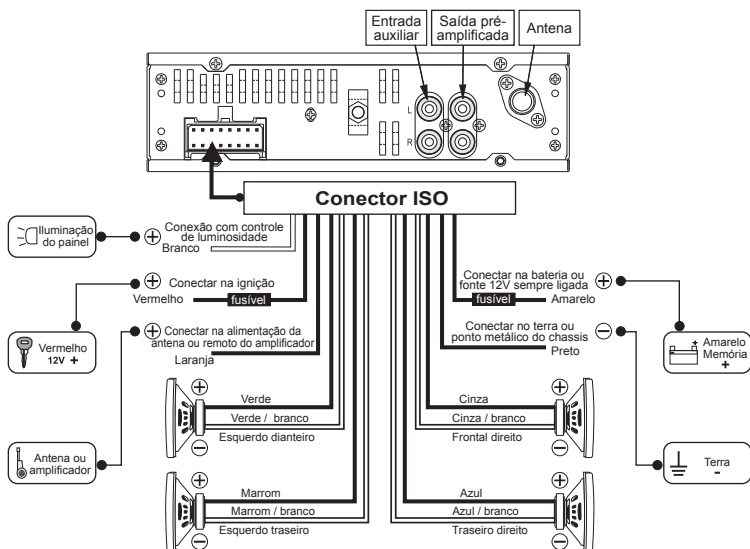 Entrada
auxiliar
Saída pré-
amplificada
Antena
L
R
Conector ISO
Iluminação
do painel
Conexão com controle
de luminosidade
Branco
Conectar na ignição
Vermelho
fusível
Vermelho
12V +
Conectar na alimentação da
antena ou remoto do amplificador
Laranja
Antena ou
amplificador
Conectar na bateria ou
fonte 12V sempre ligada
fusível
Amarelo
Conectar no terra ou
ponto metálico do chassis
Preto
Amarelo
Memória
+
Terra
-
Verde
Verde / branco
Esquerdo dianteiro
Cinza
Cinza / branco
Frontal direito
Marrom
Marrom / branco
Esquerdo traseiro
Azul
Azul / branco
Traseiro direito